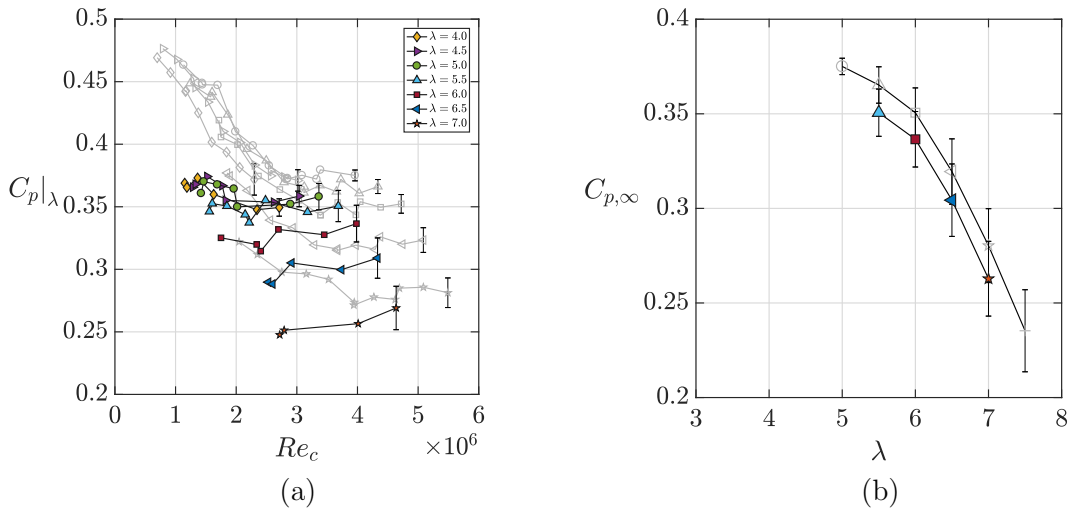 0.5
0.45
0.4
0.35
0.3
0.25
0.2
C_p|_λ
0 1 2 3 4 5 6
Re_c ×10^6
λ = 4.0
λ = 4.5
λ = 5.0
λ = 5.5
λ = 6.0
λ = 6.5
λ = 7.0
(a)
0.4
0.35
0.3
0.25
0.2
C_{p,∞}
3 4 5 6 7 8
λ
(b)